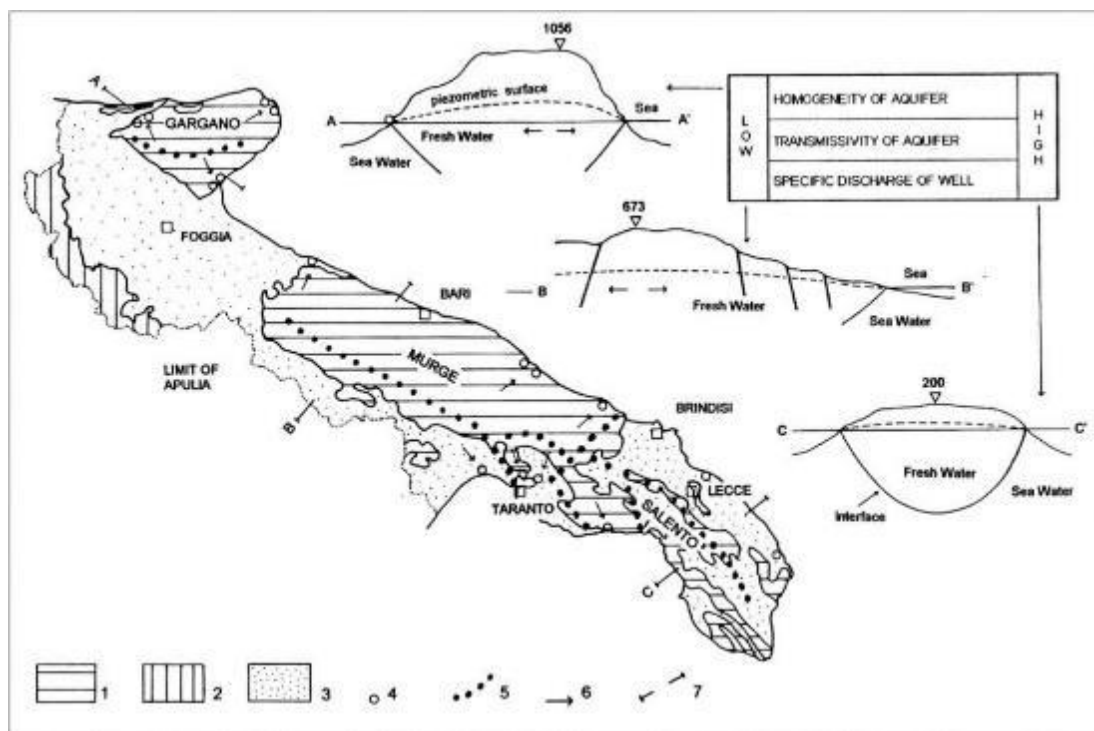 1056
A
GARGANO
piezometric surface
Sea
A
A'
Fresh Water
Sea Water
LOW
HOMOGENEITY OF AQUIFER
TRANSMISSIVITY OF AQUIFER
SPECIFIC DISCHARGE OF WELL
HIGH
FOGGIA
673
BARI
B
Sea
B'
Fresh Water
Sea Water
LIMIT OF
APULIA
MURGE
B
BRINDISI
200
C
C'
Fresh Water
Sea Water
Interface
TARANTO
LECCE
SALENTO
C
1
2
3
4
5
6
7